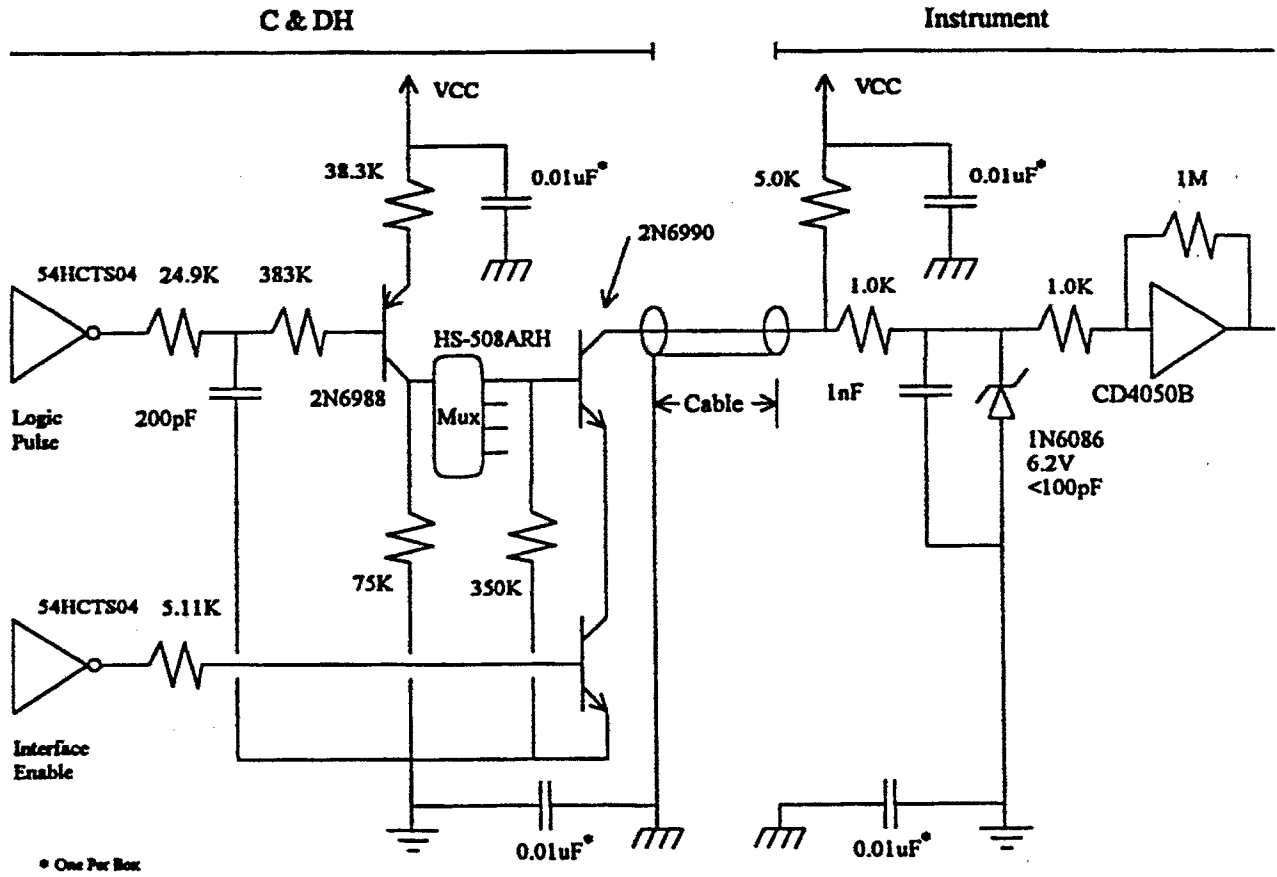 C & DH
Instrument
VCC
VCC
38.3K
0.01uF*
5.0K
0.01uF*
1M
2N6990
54HCTS04
24.9K
383K
1.0K
1.0K
HS-508ARH
Mux
2N6988
Logic
Pulse
200pF
Cable
1nF
CD4050B
1N6086
6.2V
<100pF
75K
350K
54HCTS04
5.11K
Interface
Enable
0.01uF*
0.01uF*
* One Per Box